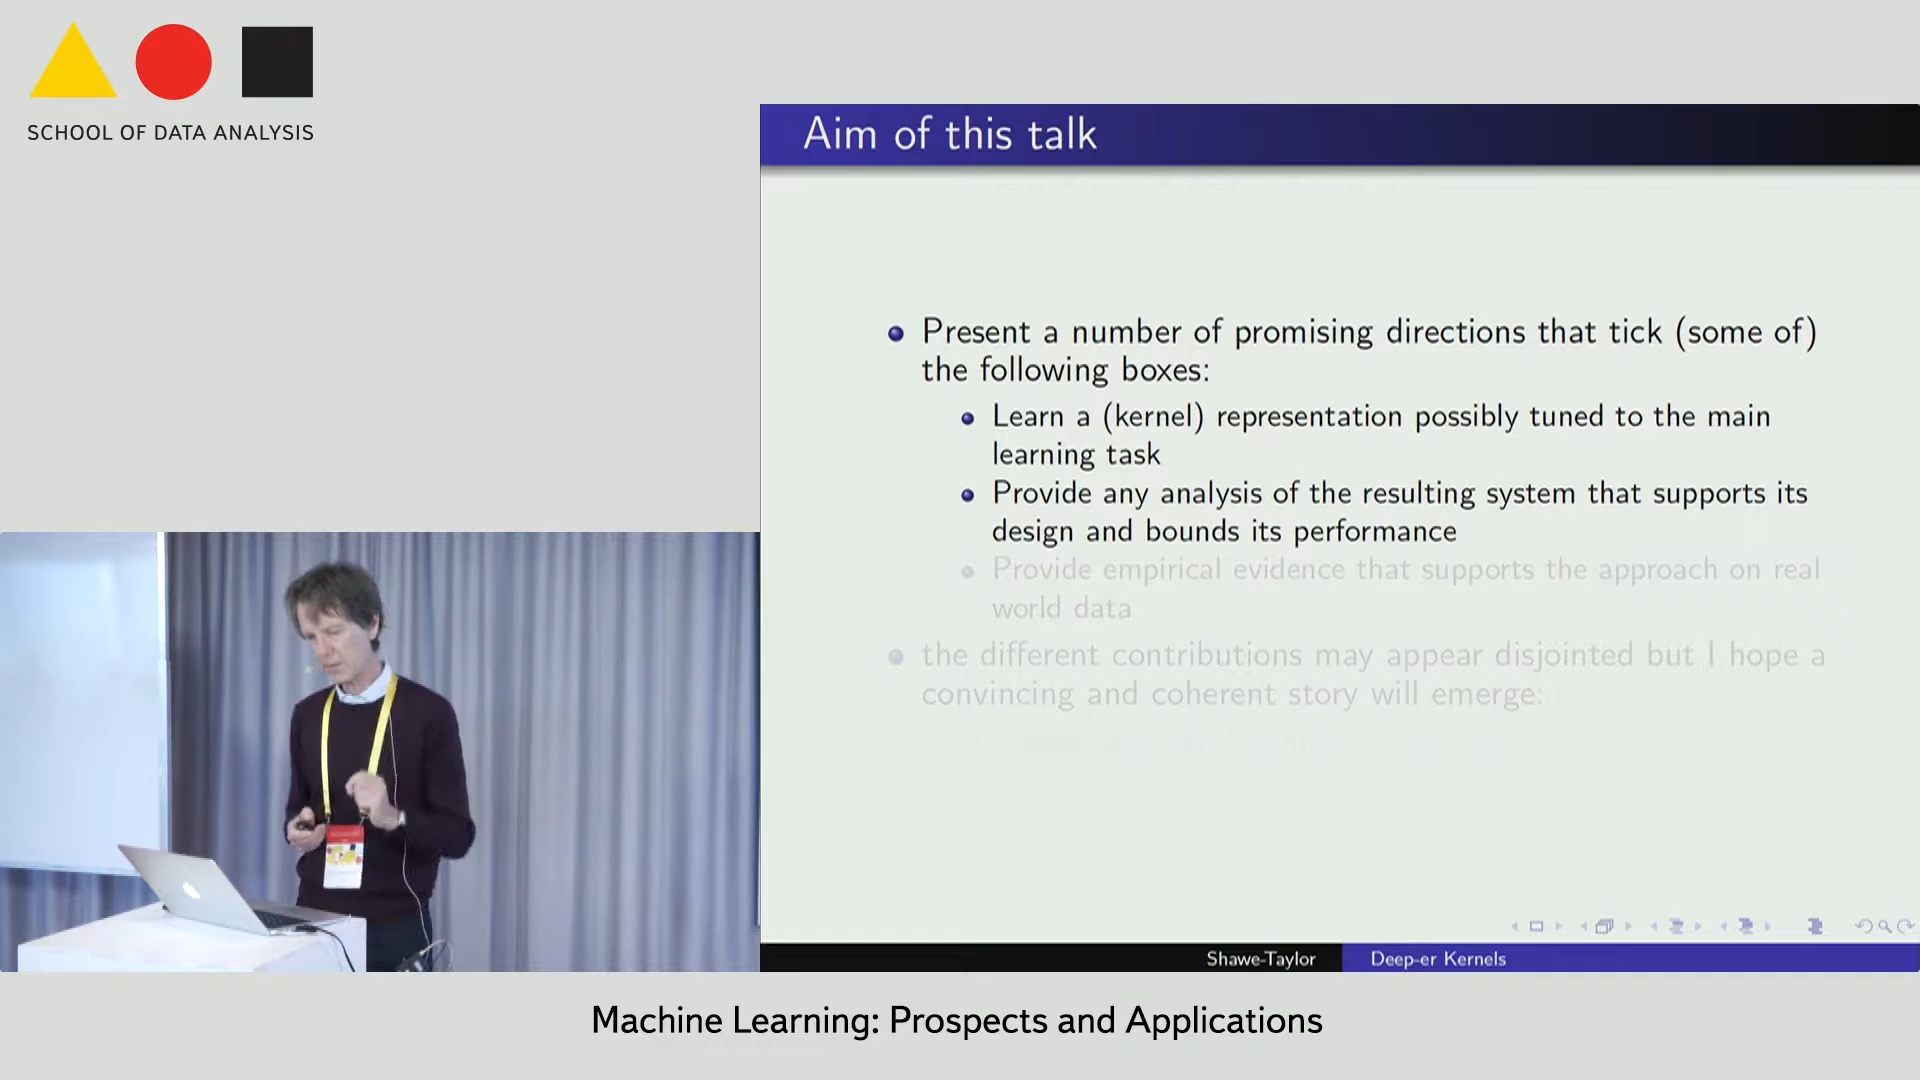 SCHOOL OF DATA ANALYSIS
Aim of this talk
Present a number of promising directions that tick (some of)
the following boxes:
Learn a (kernel) representation possibly tuned to the main
learning task
Provide any analysis of the resulting system that supports its
design and bounds its performance
Provide empirical evidence that supports the approach on real
world data
the different contributions may appear disjointed but I hope a
convincing and coherent story will emerge:
Shawe-Taylor
Deep-er Kernels
Machine Learning: Prospects and Applications